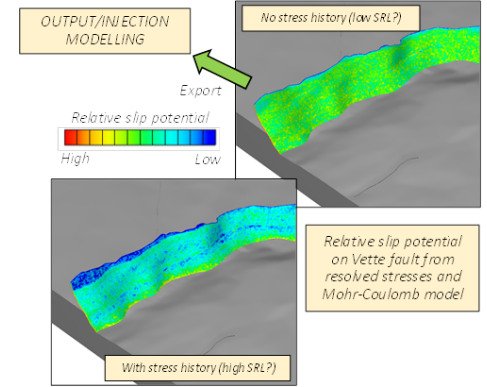 OUTPUT/INJECTION
MODELLING
No stress history (low SRL?)
Export
Relative slip potential
High
Low
Relative slip potential
on Vette fault from
resolved stresses and
Mohr-Coulomb model
With stress history (high SRL?)